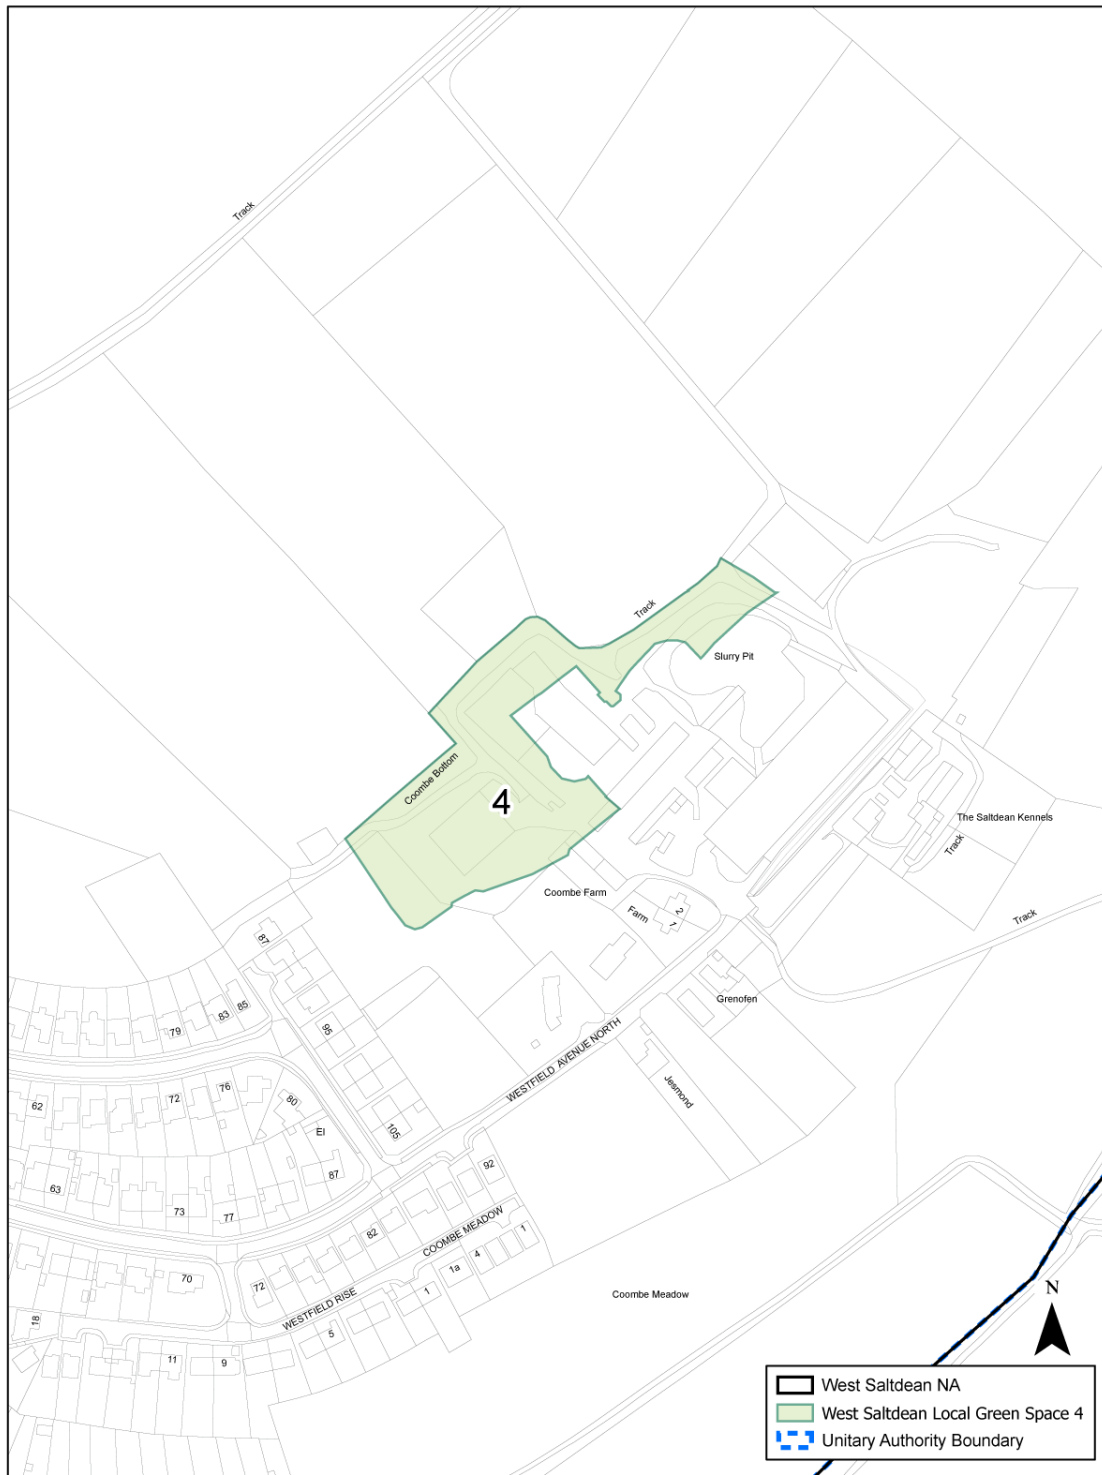 Track
Track
Slurry Pit
Coombe Bottom
4
The Saltdean Kennels
Track
Coombe Farm
Farm
2
1
Track
87
Grenofen
85
83
79
95
WESTFIELD AVENUE NORTH
Jesmond
76
72
80
62
105
El
87
92
63
73
77
82
COOMBE MEADOW
1
4
1a
70
72
1
Coombe Meadow
WESTFIELD RISE
18
5
11
9
N
West Saltdean NA
West Saltdean Local Green Space 4
Unitary Authority Boundary